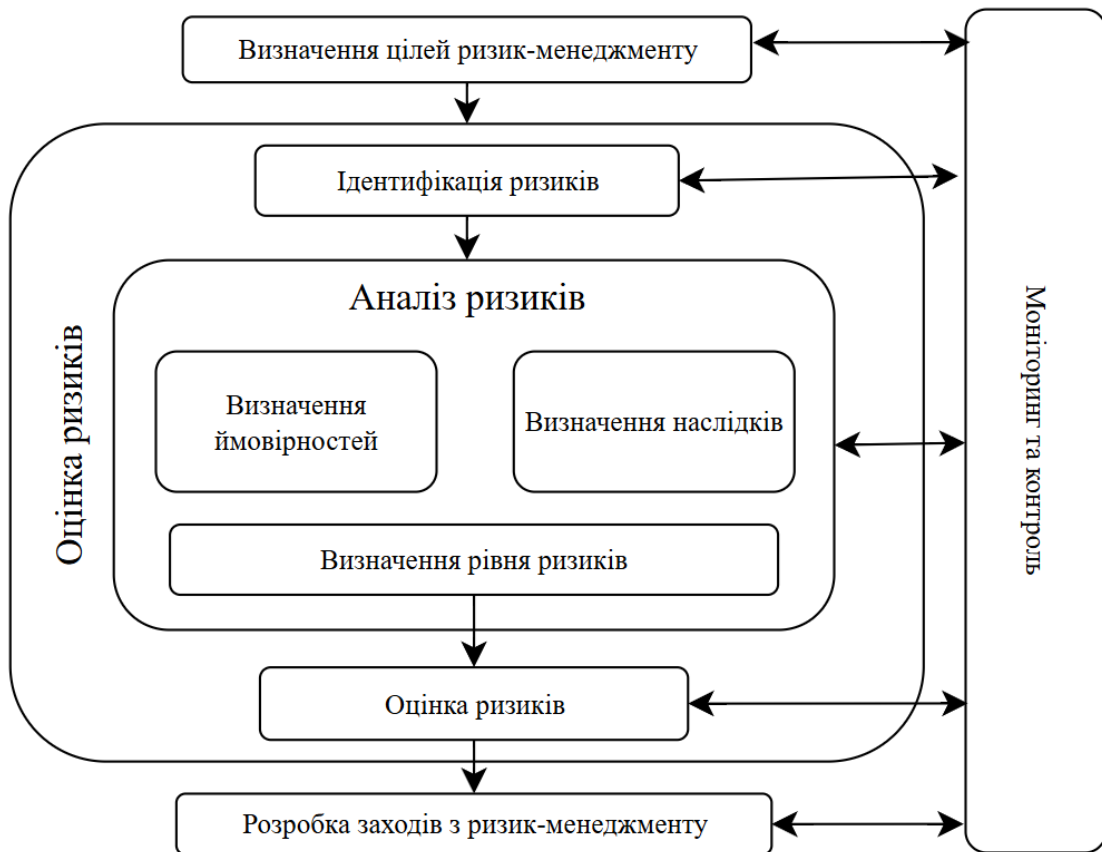 Визначення цілей ризик-менеджменту
Ідентифікація ризиків
Аналіз ризиків
Визначення
ймовірностей
Визначення наслідків
Визначення рівня ризиків
Оцінка ризиків
Оцінка ризиків
Розробка заходів з ризик-менеджменту
Моніторинг та контроль